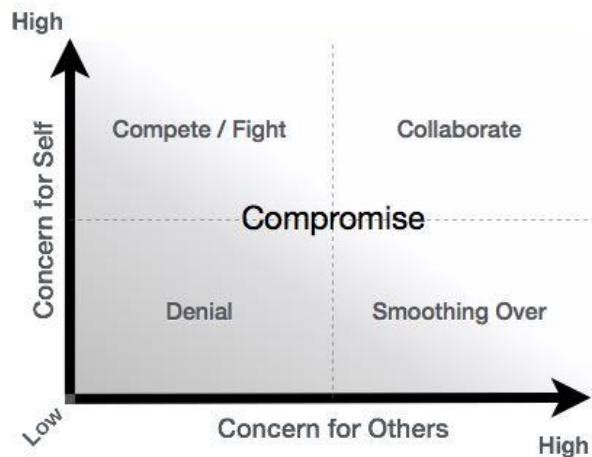 High
Concern for Self
Compete / Fight
Collaborate
Compromise
Denial
Smoothing Over
Low
Concern for Others
High